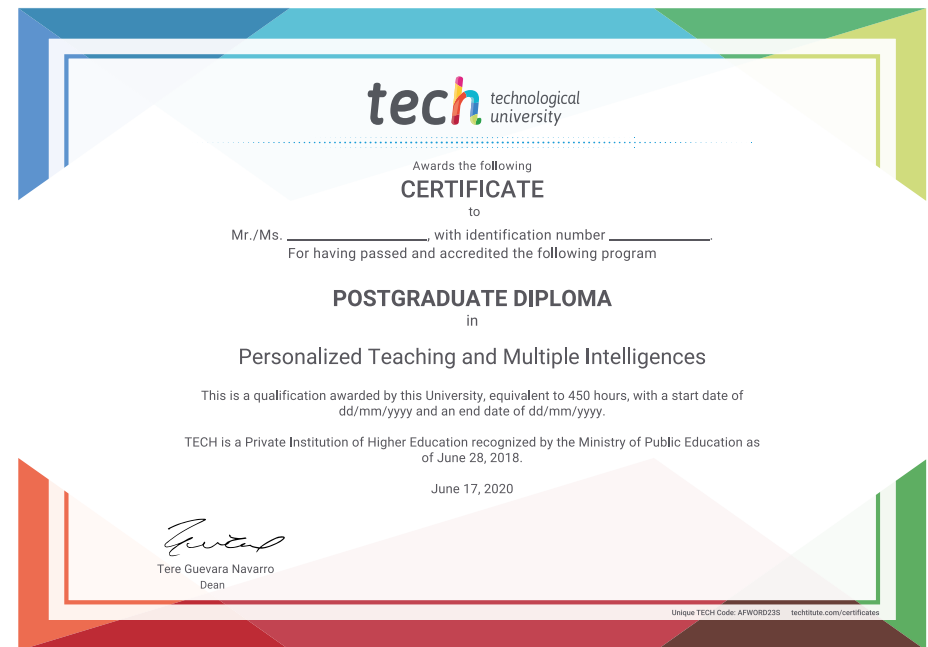 tech technological
university
Awards the following
CERTIFICATE
to
Mr./Ms. ____________________, with identification number ______________.
For having passed and accredited the following program
POSTGRADUATE DIPLOMA
in
Personalized Teaching and Multiple Intelligences
This is a qualification awarded by this University, equivalent to 450 hours, with a start date of
dd/mm/yyyy and an end date of dd/mm/yyyy.
TECH is a Private Institution of Higher Education recognized by the Ministry of Public Education as
of June 28, 2018.
June 17, 2020
Tere Guevara Navarro
Dean
Unique TECH Code: AFWORD23S techtitute.com/certificates